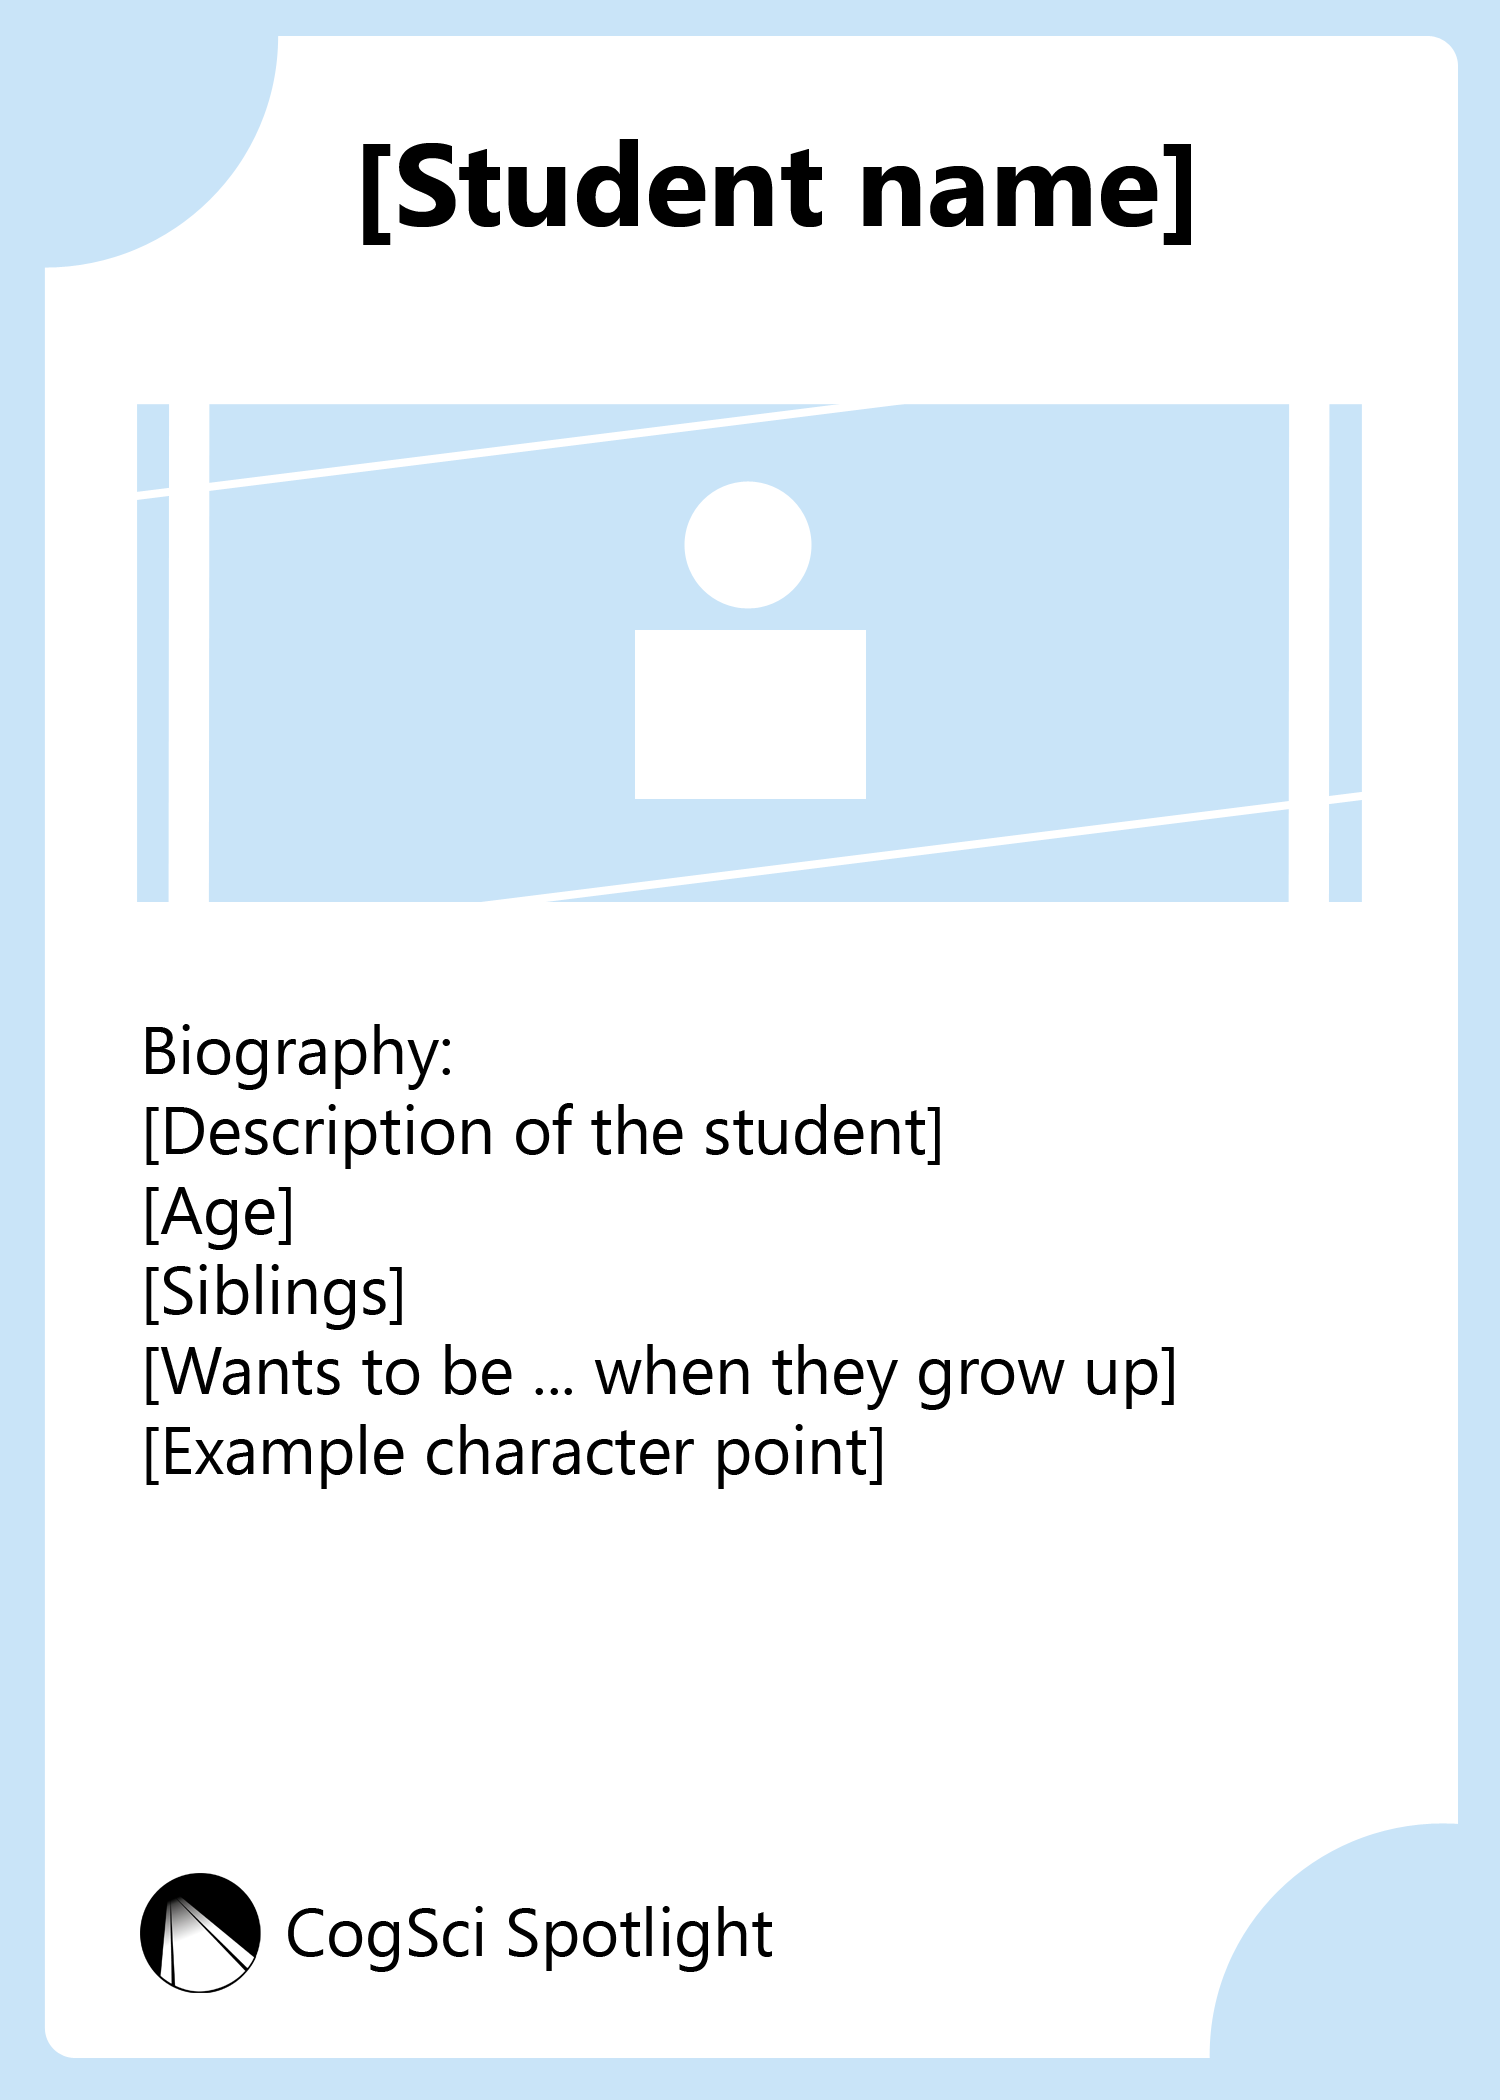 [Student name]
Biography:
[Description of the student]
[Age]
[Siblings]
[Wants to be ... when they grow up]
[Example character point]
CogSci Spotlight